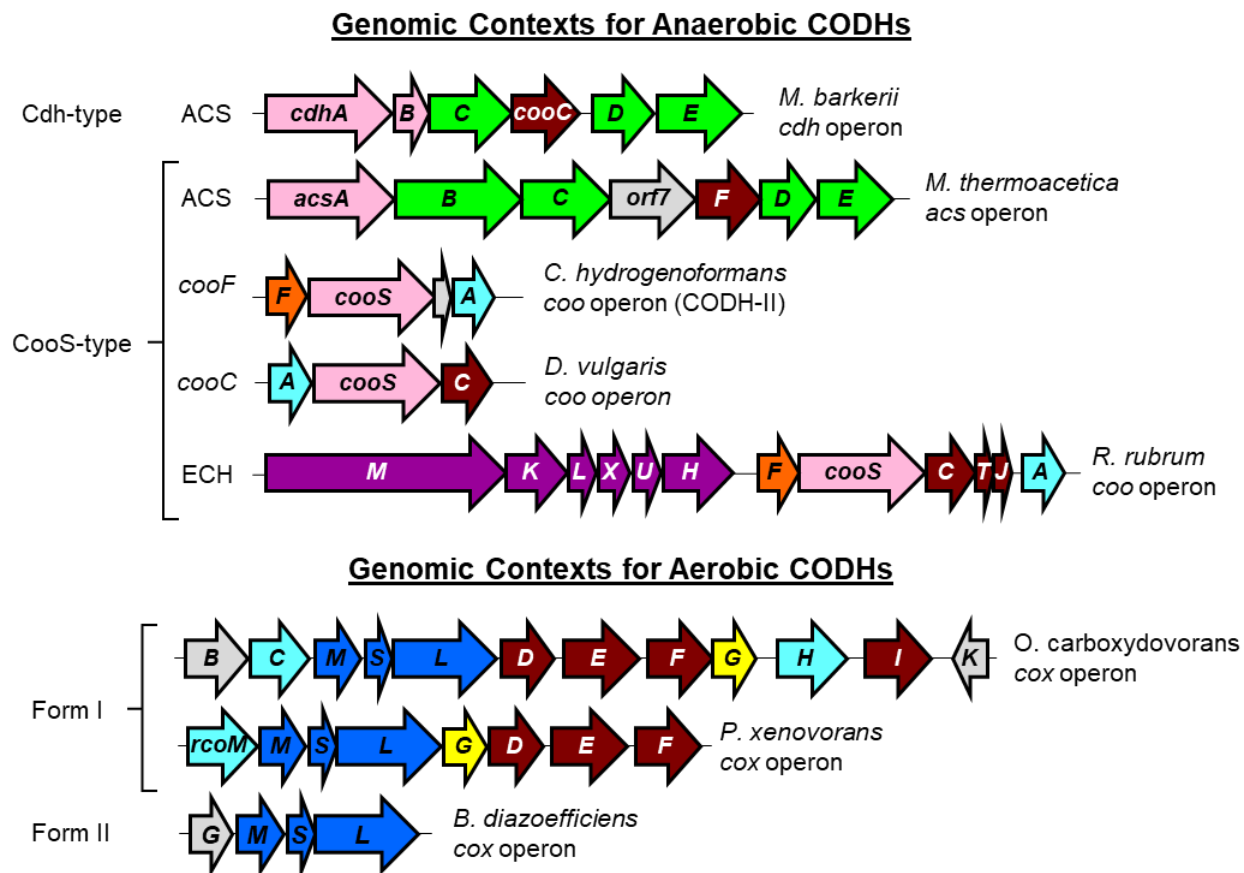 Genomic Contexts for Anaerobic CODHs
Cdh-type ACS cdhA B C cooC D E M. barkerii
cdh operon
ACS acsA B C orf7 F D E M. thermoacetica
acs operon
cooF F cooS A C. hydrogenoformans
coo operon (CODH-II)
CooS-type
cooC A cooS C D. vulgaris
coo operon
ECH M K L X U H F cooS C T J A R. rubrum
coo operon
Genomic Contexts for Aerobic CODHs
B C M S L D E F G H I K O. carboxydovorans
cox operon
Form I
rcoM M S L G D E F P. xenovorans
cox operon
Form II G M S L B. diazoefficiens
cox operon